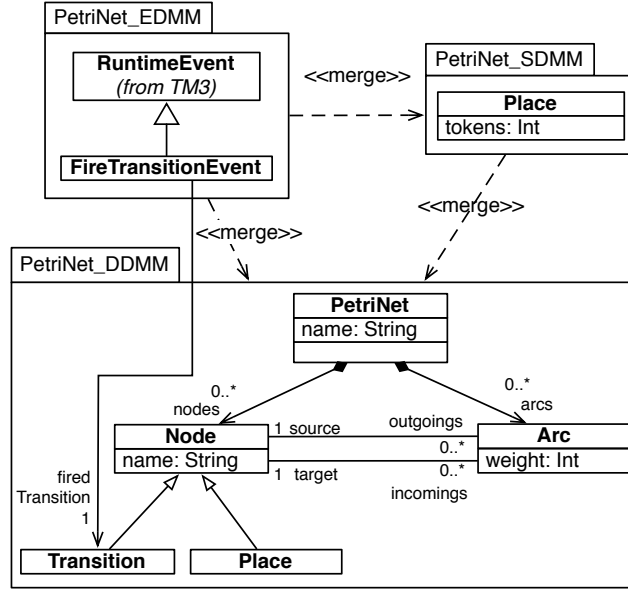 PetriNet_EDMM
RuntimeEvent
(from TM3)
FireTransitionEvent
<<merge>>
PetriNet_SDMM
Place
tokens: Int
<<merge>>
<<merge>>
PetriNet_DDMM
PetriNet
name: String
0..*
nodes
0..*
arcs
Node
name: String
1 source
outgoings
0..*
1 target
0..*
incomings
Arc
weight: Int
fired
Transition
1
Transition
Place